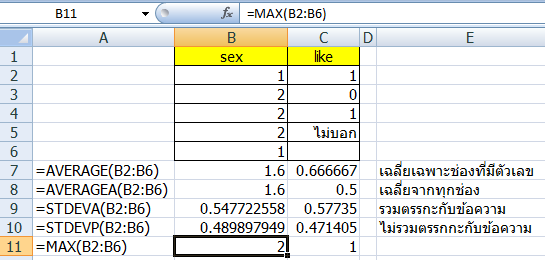 B11 fx =MAX(B2:B6)
A B C D E
1 sex like
2 1 1
3 2 0
4 2 1
5 2 ไม่บอก
6 1
7 =AVERAGE(B2:B6) 1.6 0.666667 เฉลี่ยเฉพาะช่องที่มีตัวเลข
8 =AVERAGEA(B2:B6) 1.6 0.5 เฉลี่ยจากทุกช่อง
9 =STDEVA(B2:B6) 0.547722558 0.57735 รวมตรรกะกับข้อความ
10 =STDEVP(B2:B6) 0.489897949 0.471405 ไม่รวมตรรกกะกับข้อความ
11 =MAX(B2:B6) 2 1